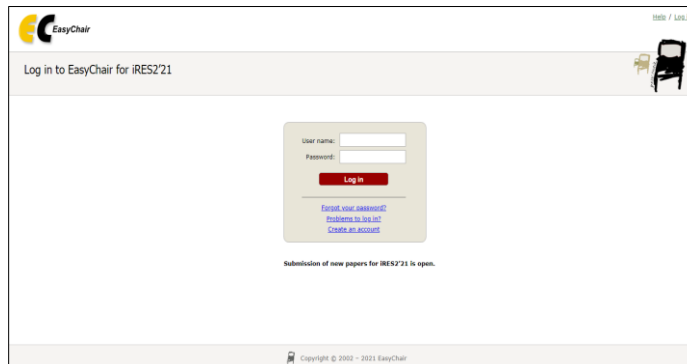 EasyChair
Help / Log
Log in to EasyChair for iRES2'21
User name:
Password:
Log in
Forgot your password?
Problems to log in?
Create an account
Submission of new papers for iRES2'21 is open.
Copyright © 2002 – 2021 EasyChair